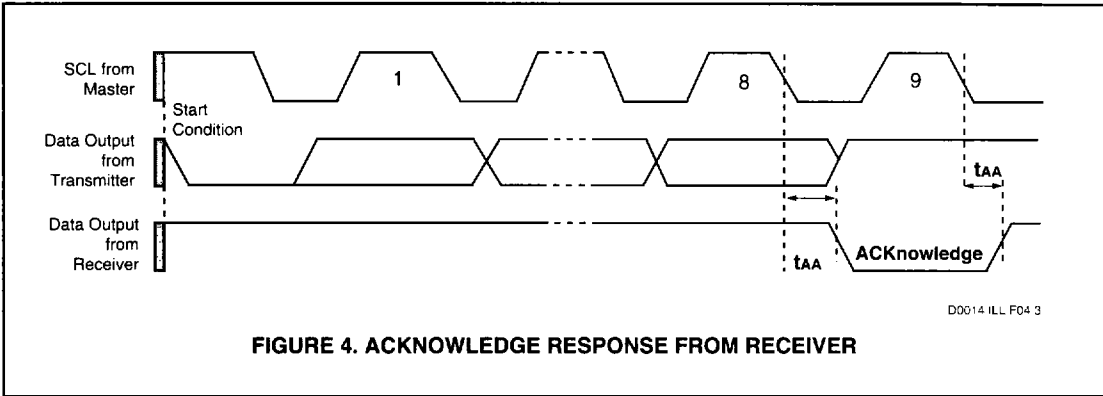 SCL from
Master
1
8
9
Start
Condition
Data Output
from
Transmitter
tAA
Data Output
from
Receiver
tAA
ACKnowledge
D0014 ILL F04 3
FIGURE 4. ACKNOWLEDGE RESPONSE FROM RECEIVER